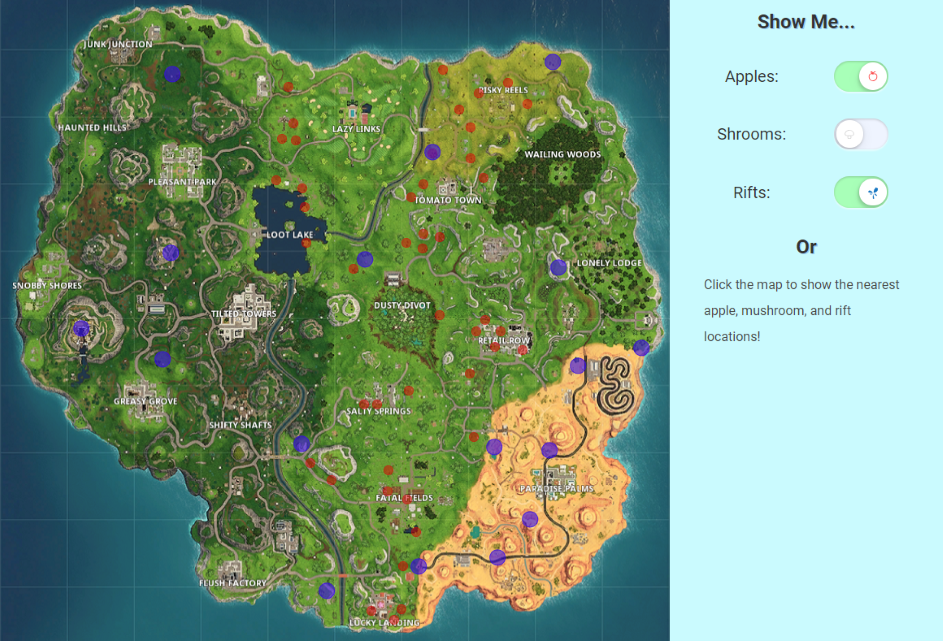 JUNK JUNCTION
RISKY REELS
HAUNTED HILLS
LAZY LINKS
WAILING WOODS
PLEASANT PARK
TOMATO TOWN
LOOT LAKE
LONELY LODGE
SNOBBY SHORES
TILTED TOWERS
DUSTY DIVOT
RETAIL ROW
GREASY GROVE
SALTY SPRINGS
SHIFTY SHAFTS
PARADISE PALMS
FATAL FIELDS
FLUSH FACTORY
LUCKY LANDING
Show Me...
Apples:
Shrooms:
Rifts:
Or
Click the map to show the nearest
apple, mushroom, and rift
locations!